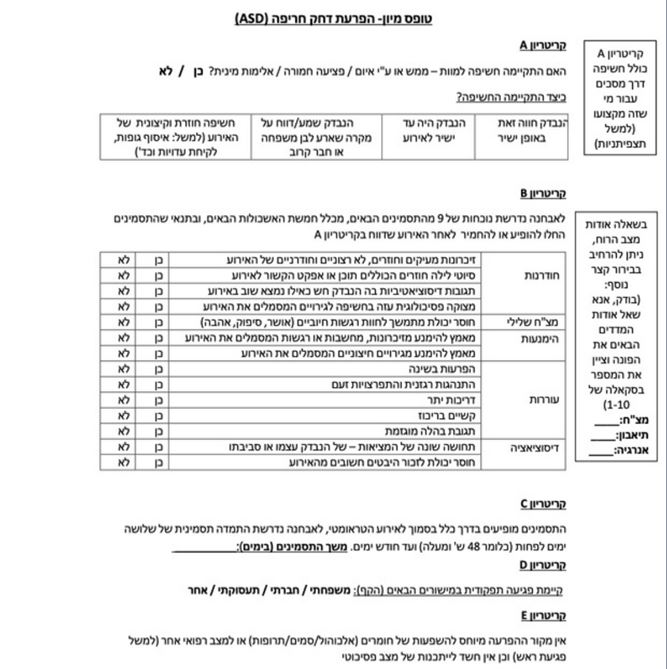 טופס מיון- הפרעת דחק חריפה (ASD)
קריטריון A
האם התקיימה חשיפה למוות – ממש או ע"י איום / פציעה חמורה / אלימות מינית? כן / לא
כיצד התקיימה החשיפה?
הנבדק חווה זאת באופן ישיר
הנבדק היה עד ישיר לאירוע
הנבדק שמע/דווח על מקרה שארע לבן משפחה או חבר קרוב
חשיפה חוזרת וקיצונית של האירוע (למשל: איסוף גופות, לקיחת עדויות וכד')
קריטריון A
כולל חשיפה
דרך מסכים
עבור מי
שזה מקצועו
(למשל
תצפיתניות)
קריטריון B
לאבחנה נדרשת נוכחות של 9 מהתסמינים הבאים, מכלל חמשת האשכולות הבאים, ובתנאי שהתסמינים
החלו להופיע או להחמיר לאחר האירוע שדווח בקריטריון A
חודרנות
זיכרונות מעיקים וחוזרים, לא רצוניים וחודרניים של האירוע כן לא
סיוטי לילה חוזרים הכוללים תוכן או אפקט הקשור לאירוע כן לא
תגובות דיסוציאטיביות בה הנבדק חש כאילו נמצא שוב באירוע כן לא
מצוקה פסיכולוגית עזה בחשיפה לגירויים המסמלים את האירוע כן לא
מצ"ח שלילי חוסר יכולת מתמשך לחוות רגשות חיוביים (אושר, סיפוק, אהבה) כן לא
הימנעות מאמץ להימנע מזיכרונות, מחשבות או רגשות המסמלים את האירוע כן לא
מאמץ להימנע מגירויים חיצוניים המסמלים את האירוע כן לא
עוררות
הפרעות בשינה כן לא
התנהגות רגזנית והתפרצויות זעם כן לא
דריכות יתר כן לא
קשיים בריכוז כן לא
תגובת בהלה מוגזמת כן לא
דיסוציאציה תחושה שונה של המציאות – של הנבדק עצמו או סביבתו כן לא
חוסר יכולת לזכור היבטים חשובים מהאירוע כן לא
בשאלה אודות
מצב הרוח,
ניתן להרחיב
בבירור קצר
נוסף:
(בודק, אנא
שאל אודות
המדדים
הבאים את
הפונה וציין
את המספר
בסקאלה של
1-10)
מצ"ח:____
תיאבון:____
אנרגיה:____
קריטריון C
התסמינים מופיעים בדרך כלל בסמוך לאירוע הטראומטי, לאבחנה נדרשת התמדה תסמינית של שלושה
ימים לפחות (כלומר 48 ש' ומעלה) ועד חודש ימים. משך התסמינים (בימים):____________
קריטריון D
קיימת פגיעה תפקודית במישורים הבאים (הקף): משפחתי / חברתי / תעסוקתי / אחר
קריטריון E
אין מקור ההפרעה מיוחס להשפעות של חומרים (אלכוהול/סמים/תרופות) או למצב רפואי אחר (למשל
פגיעת ראש) וכן אין חשד לייתכנות של מצב פסיכוטי